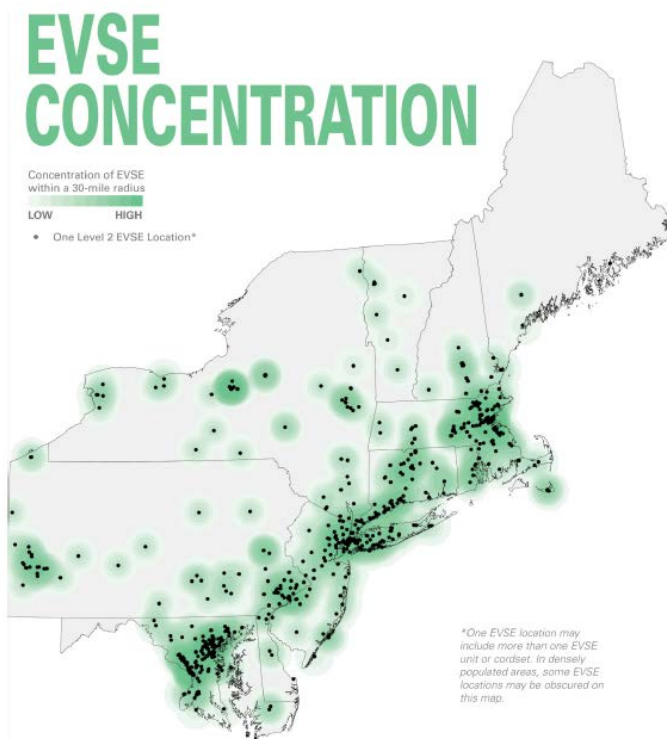 EVSE
CONCENTRATION
Concentration of EVSE
within a 30-mile radius
LOW HIGH
One Level 2 EVSE Location*
*One EVSE location may
include more than one EVSE
unit or cordset. In densely
populated areas, some EVSE
locations may be obscured on
this map.